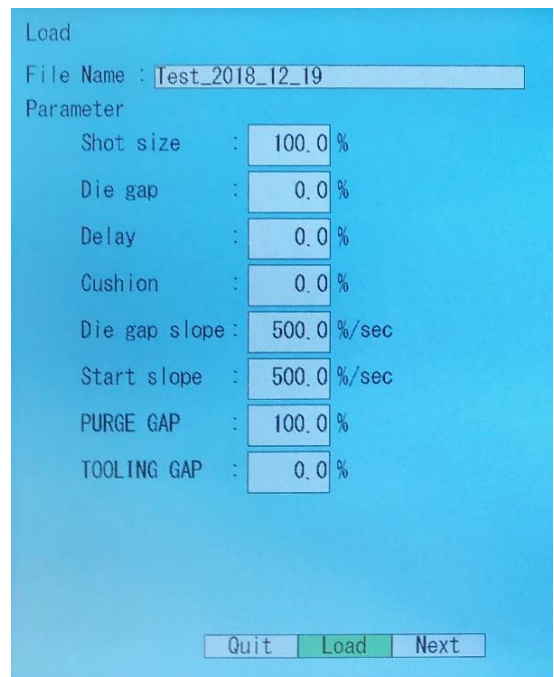 Load
File Name : Test_2018_12_19
Parameter
Shot size : 100.0 %
Die gap : 0.0 %
Delay : 0.0 %
Cushion : 0.0 %
Die gap slope : 500.0 %/sec
Start slope : 500.0 %/sec
PURGE GAP : 100.0 %
TOOLING GAP : 0.0 %
Quit Load Next